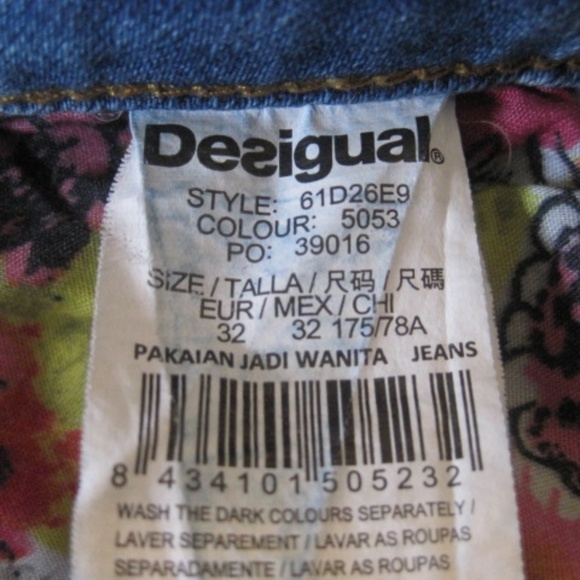 Desigual®
STYLE: 61D26E9
COLOUR: 5053
PO: 39016
SIZE / TALLA / 尺码 / 尺碼
EUR / MEX / CHI
32 32 175/78A
PAKAIAN JADI WANITA JEANS
8 434101 505232
WASH THE DARK COLOURS SEPARATELY /
LAVER SEPAREMENT / LAVAR AS ROUPAS
SEPARADAMENTE / LAVAR AS ROUPAS